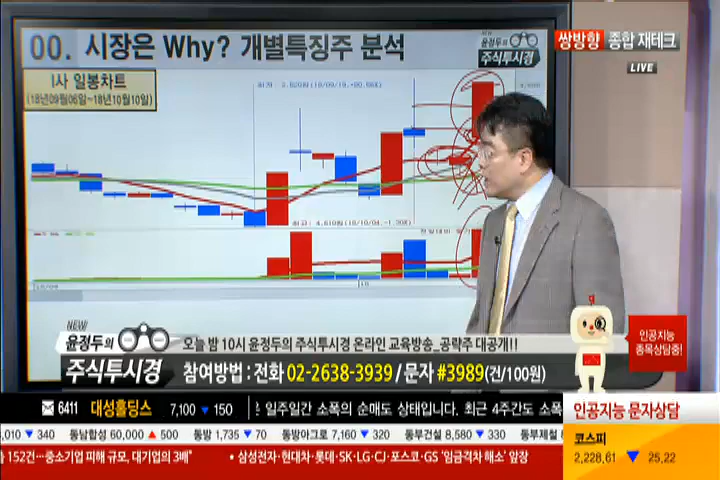 00. 시장은 Why? 개별특징주 분석
NEW
윤정두의
주식투시경
쌍방향 종합 재테크
LIVE
I사 일봉차트
(18년09월06일~18년10월10일)
NEW
윤정두의
주식투시경
오늘 밤 10시 윤정두의 주식투시경 온라인 교육방송_공략주 대공개!!
참여방법 : 전화 02-2638-3939 / 문자 #3989(건/100원)
인공지능
종목상담중!
6411 대성홀딩스 7,100 ▼ 150
일주일간 소폭의 순매도 상태입니다. 최근 4주간도 소폭
인공지능 문자상담
,010 ▼ 340 동남합성 60,000 ▲ 500 동방 1,735 ▼ 70 동방아그로 7,160 ▼ 320 동부건설 8,580 ▼ 330 동부제철
코스피
2,228.61 ▼ 25.22
152건…중소기업 피해 규모, 대기업의 3배"
• 삼성전자·현대차·롯데·SK·LG·CJ·포스코·GS '임금격차 해소' 앞장